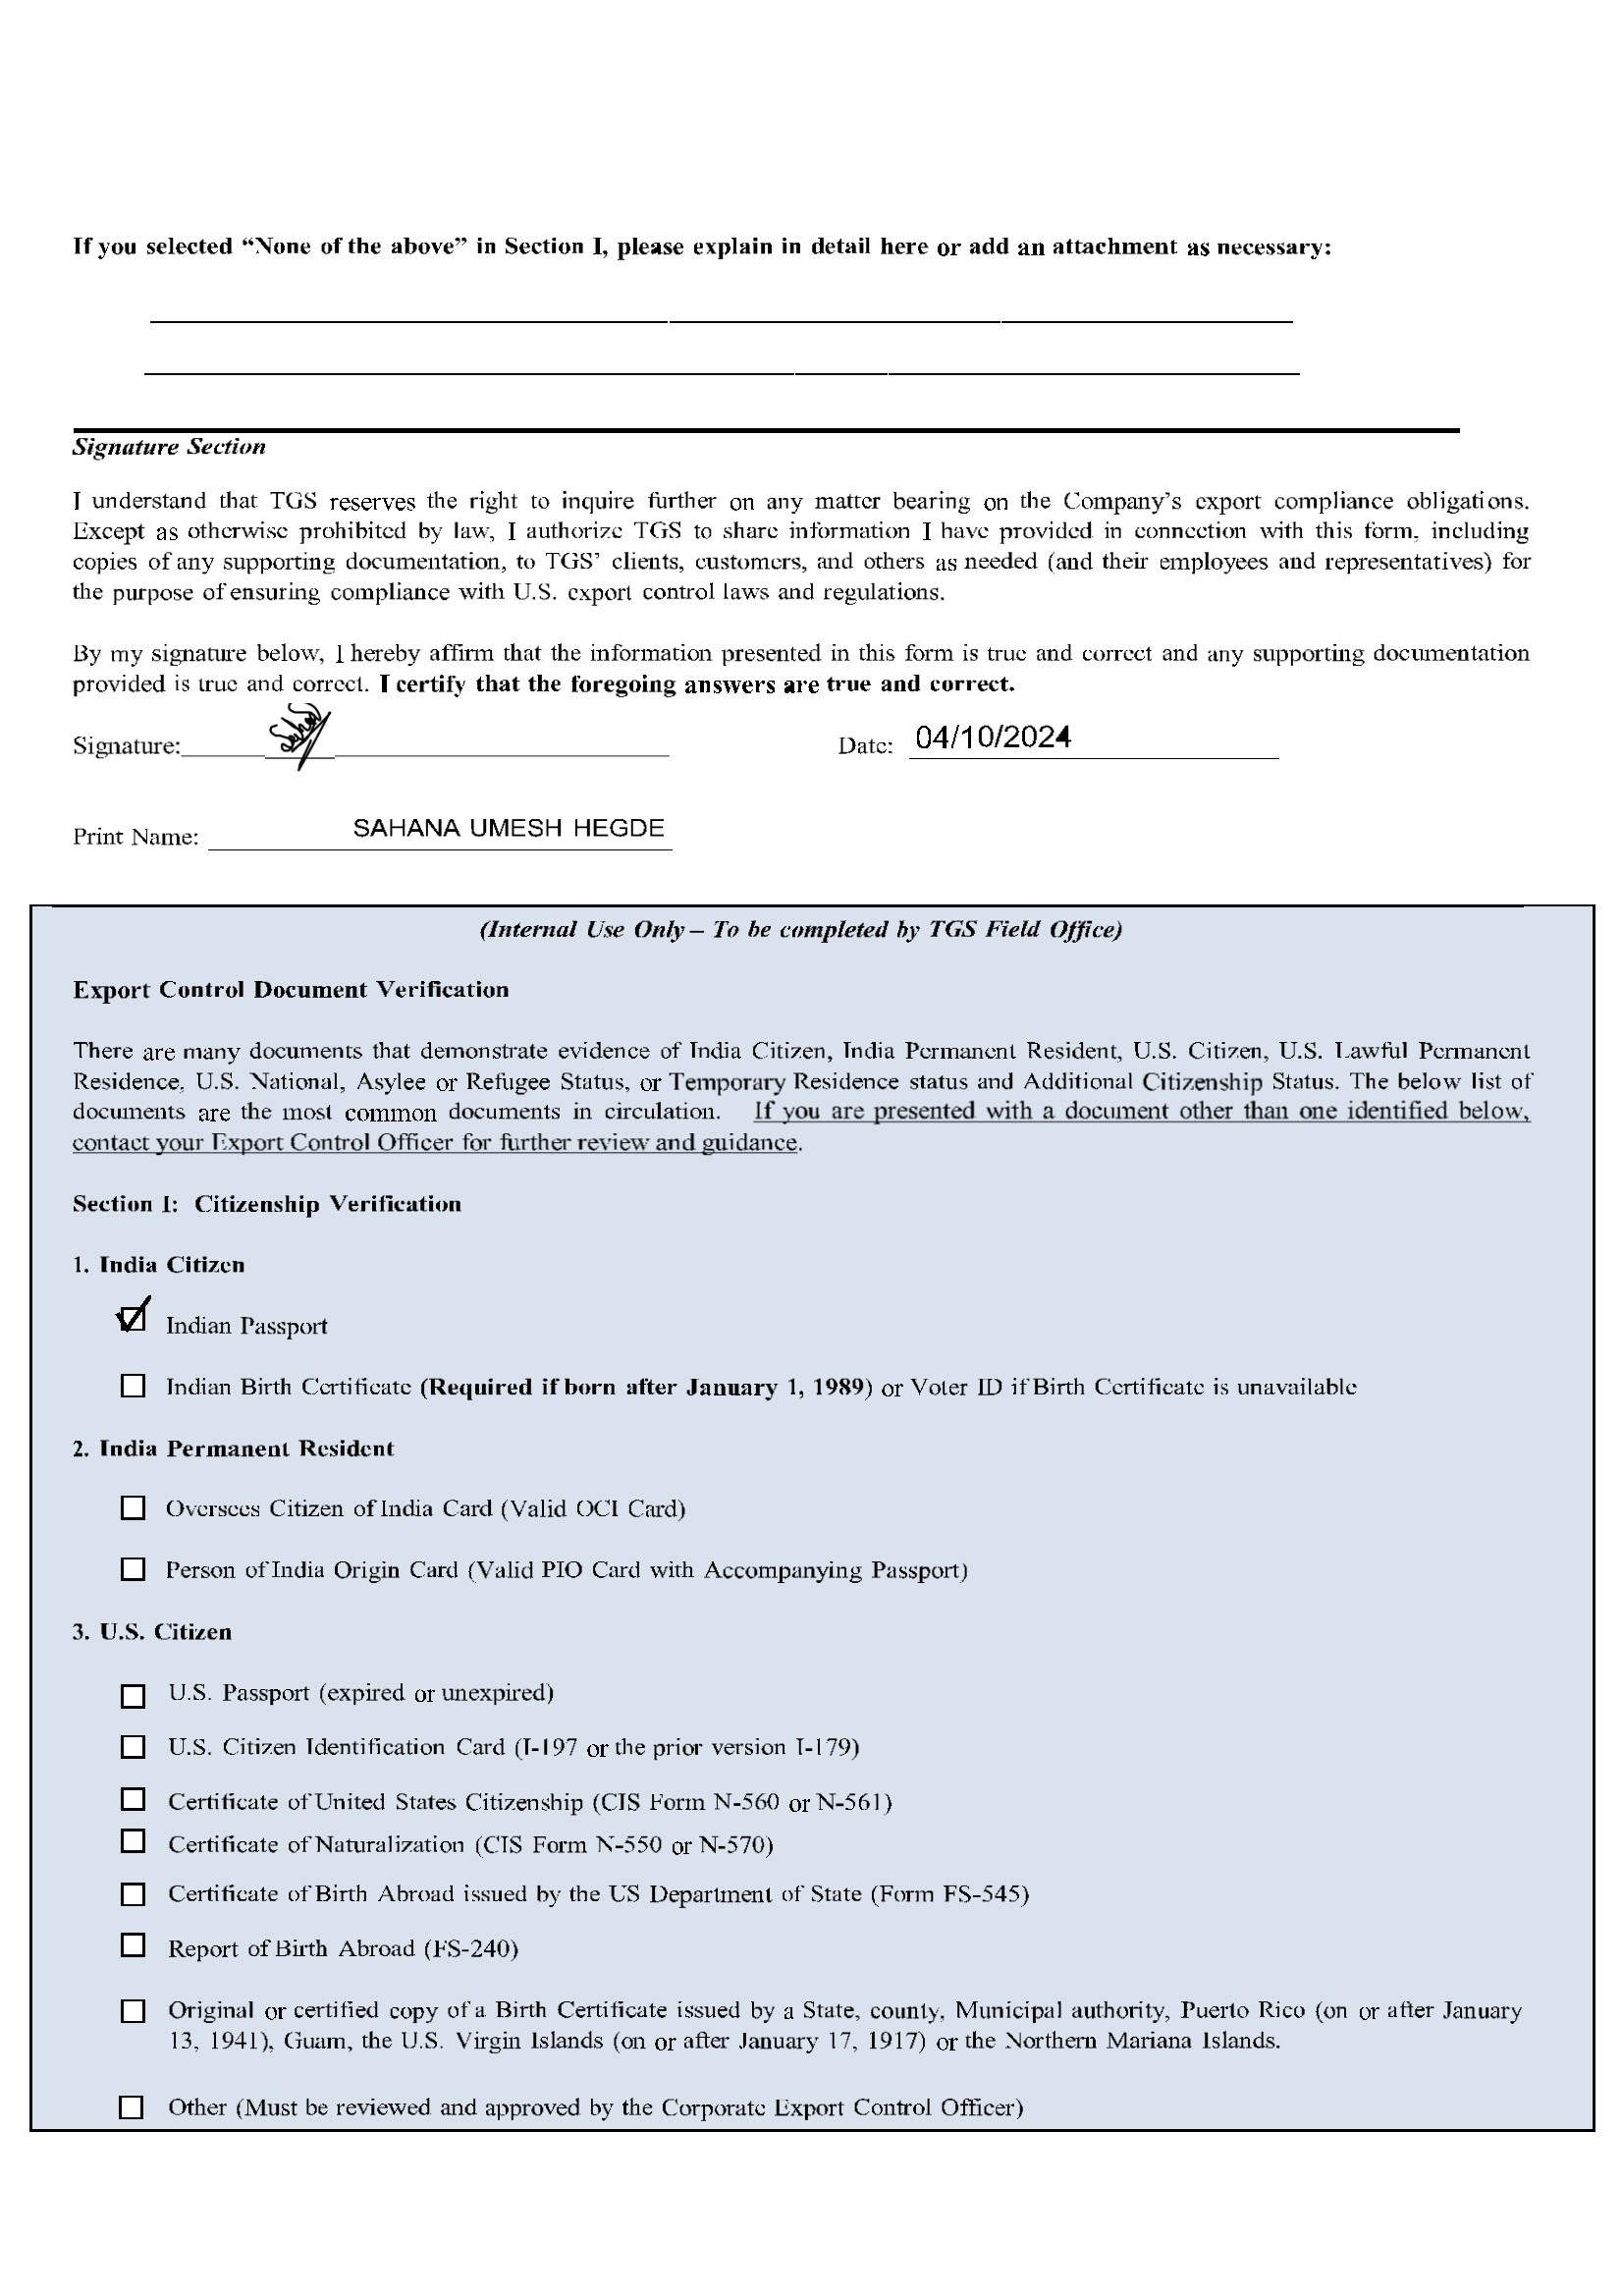 If you selected “None of the above” in Section I, please explain in detail here or add an attachment as necessary:
Signature Section
I understand that TGS reserves the right to inquire further on any matter bearing on the Company’s export compliance obligations.
Except as otherwise prohibited by law, I authorize TGS to share information I have provided in connection with this form, including
copies of any supporting documentation, to TGS’ clients, customers, and others as needed (and their employees and representatives) for
the purpose of ensuring compliance with U.S. export control laws and regulations.
By my signature below, I hereby affirm that the information presented in this form is true and correct and any supporting documentation
provided is true and correct. I certify that the foregoing answers are true and correct.
Signature: Date: 04/10/2024
Print Name: SAHANA UMESH HEGDE
(Internal Use Only – To be completed by TGS Field Office)
Export Control Document Verification
There are many documents that demonstrate evidence of India Citizen, India Permanent Resident, U.S. Citizen, U.S. Lawful Permanent
Residence, U.S. National, Asylee or Refugee Status, or Temporary Residence status and Additional Citizenship Status. The below list of
documents are the most common documents in circulation. If you are presented with a document other than one identified below,
contact your Export Control Officer for further review and guidance.
Section I: Citizenship Verification
1. India Citizen
Indian Passport
Indian Birth Certificate (Required if born after January 1, 1989) or Voter ID if Birth Certificate is unavailable
2. India Permanent Resident
Oversees Citizen of India Card (Valid OCI Card)
Person of India Origin Card (Valid PIO Card with Accompanying Passport)
3. U.S. Citizen
U.S. Passport (expired or unexpired)
U.S. Citizen Identification Card (I-197 or the prior version I-179)
Certificate of United States Citizenship (CIS Form N-560 or N-561)
Certificate of Naturalization (CIS Form N-550 or N-570)
Certificate of Birth Abroad issued by the US Department of State (Form FS-545)
Report of Birth Abroad (FS-240)
Original or certified copy of a Birth Certificate issued by a State, county, Municipal authority, Puerto Rico (on or after January
13, 1941), Guam, the U.S. Virgin Islands (on or after January 17, 1917) or the Northern Mariana Islands.
Other (Must be reviewed and approved by the Corporate Export Control Officer)